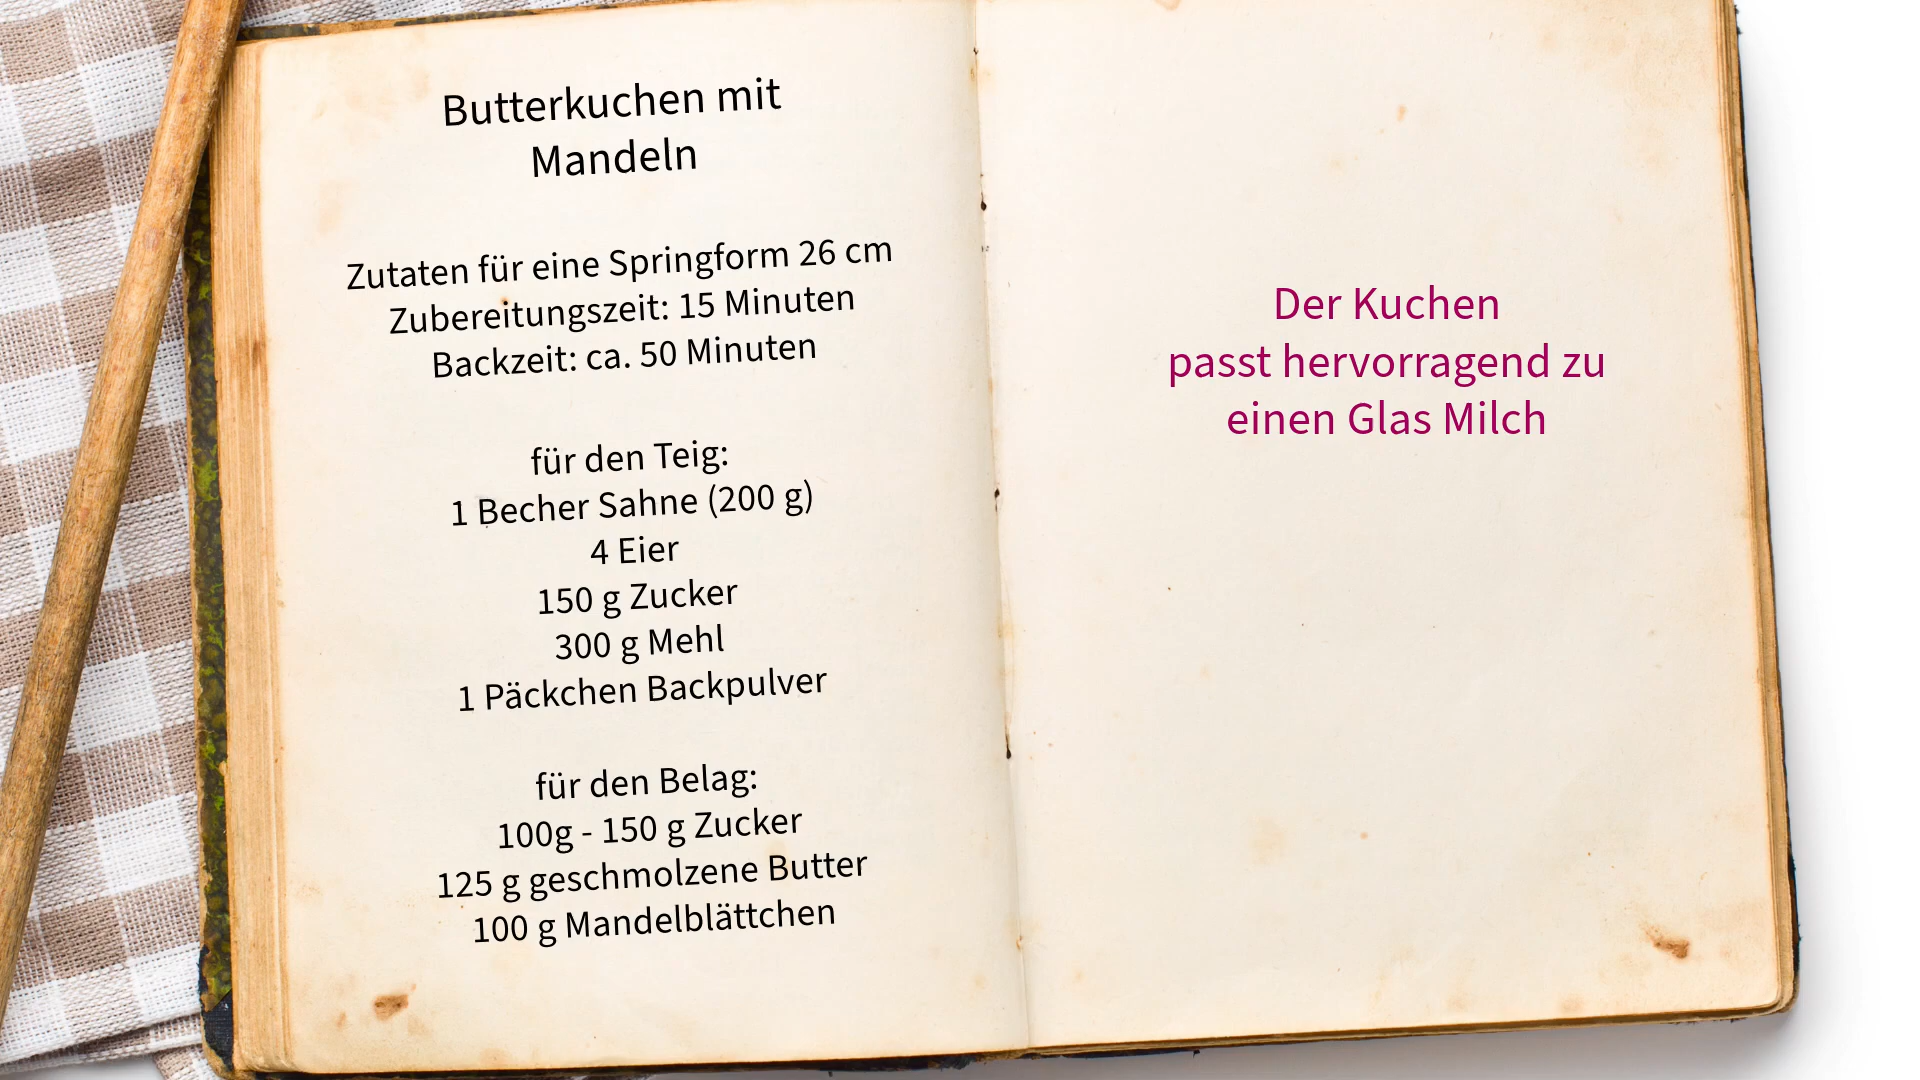 Butterkuchen mit
Mandeln
Zutaten für eine Springform 26 cm
Zubereitungszeit: 15 Minuten
Backzeit: ca. 50 Minuten
für den Teig:
1 Becher Sahne (200 g)
4 Eier
150 g Zucker
300 g Mehl
1 Päckchen Backpulver
für den Belag:
100g - 150 g Zucker
125 g geschmolzene Butter
100 g Mandelblättchen
Der Kuchen
passt hervorragend zu
einen Glas Milch